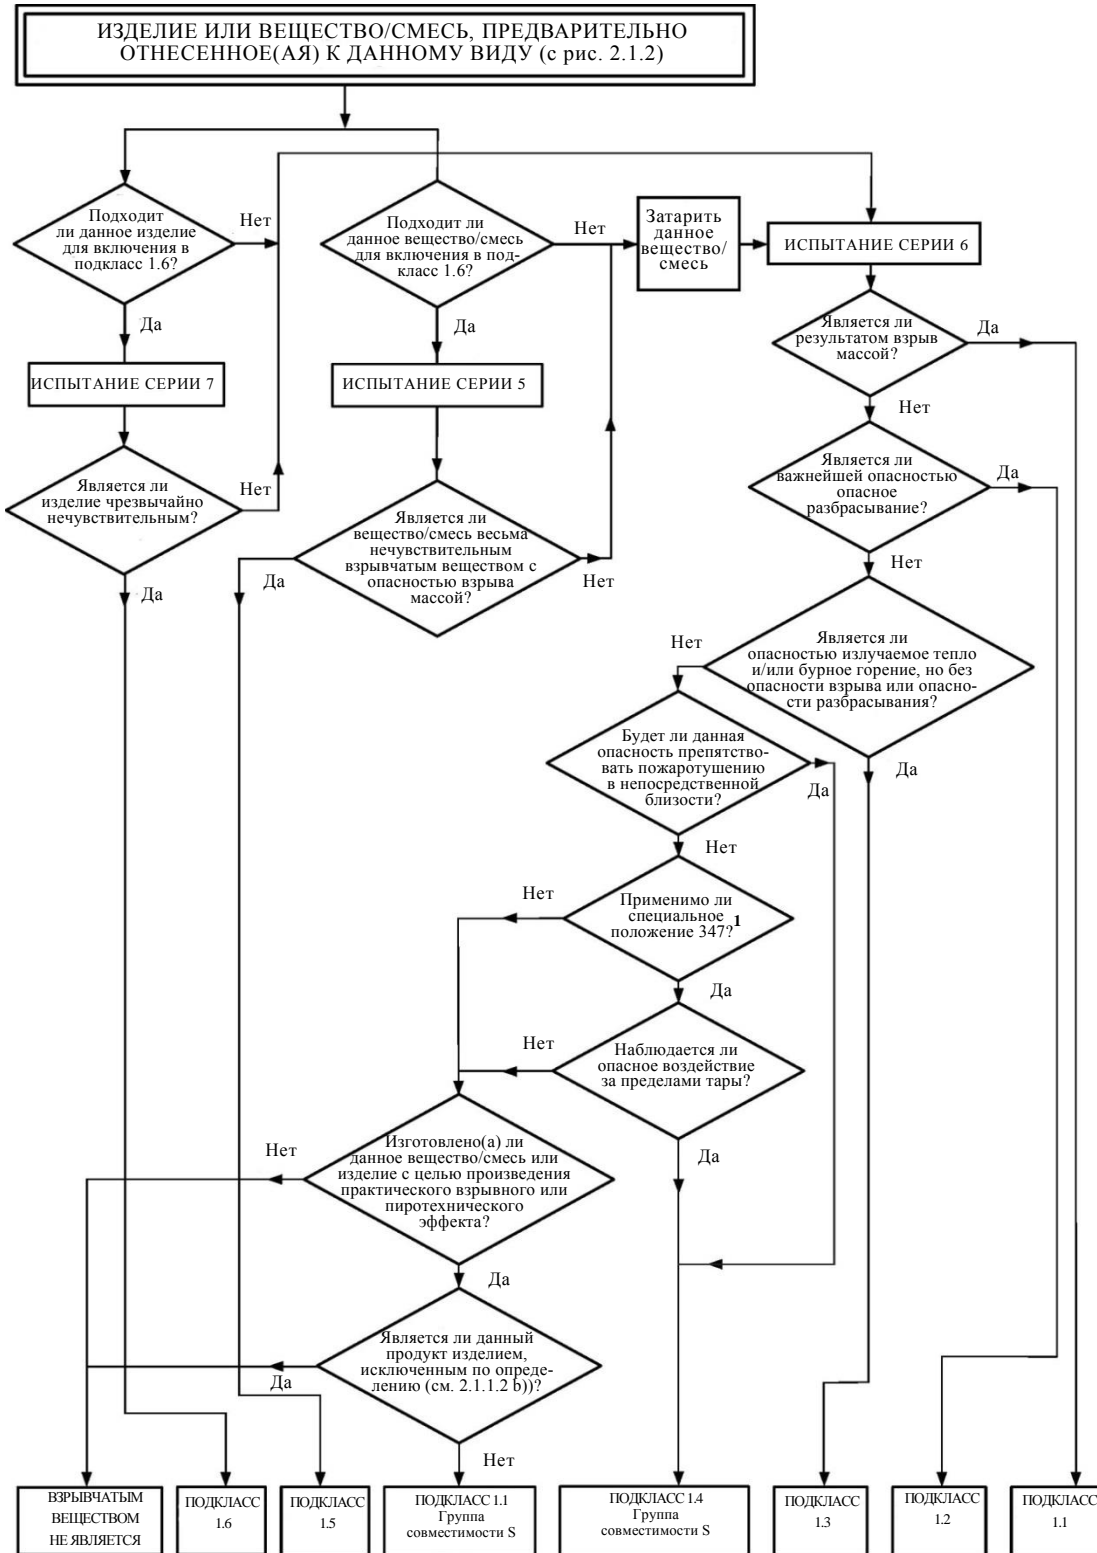 ИЗДЕЛИЕ ИЛИ ВЕЩЕСТВО/СМЕСЬ, ПРЕДВАРИТЕЛЬНО
ОТНЕСЕННОЕ(АЯ) К ДАННОМУ ВИДУ (с рис. 2.1.2)
Подходит
ли данное изделие
для включения в
подкласс 1.6?
Нет
Да
Подходит ли
данное вещество/смесь
для включения в под-
класс 1.6?
Нет
Да
Затарить
данное
вещество/
смесь
ИСПЫТАНИЕ СЕРИИ 6
Является ли
результатом взрыв
массой?
Да
Нет
ИСПЫТАНИЕ СЕРИИ 7
ИСПЫТАНИЕ СЕРИИ 5
Является ли
изделие чрезвычайно
нечувствительным?
Нет
Да
Является ли
вещество/смесь весьма
нечувствительным
взрывчатым веществом с
опасностью взрыва
массой?
Да
Нет
Является ли
важнейшей опасностью
опасное
разбрасывание?
Да
Нет
Является ли
опасностью излучаемое тепло
и/или бурное горение, но без
опасности взрыва или опасно-
сти разбрасывания?
Нет
Да
Будет ли данная
опасность препятство-
вать пожаротушению
в непосредственной
близости?
Да
Нет
Применимо ли
специальное
положение 347?1
Нет
Да
Наблюдается ли
опасное воздействие
за пределами тары?
Нет
Да
Изготовлено(а) ли
данное вещество/смесь или
изделие с целью произведения
практического взрывного или
пиротехнического
эффекта?
Нет
Да
Является ли данный
продукт изделием,
исключенным по опреде-
лению (см. 2.1.1.2 b))?
Да
Нет
ВЗРЫВЧАТЫМ
ВЕЩЕСТВОМ
НЕ ЯВЛЯЕТСЯ
ПОДКЛАСС
1.6
ПОДКЛАСС
1.5
ПОДКЛАСС 1.1
Группа
совместимости S
ПОДКЛАСС 1.4
Группа
совместимости S
ПОДКЛАСС
1.3
ПОДКЛАСС
1.2
ПОДКЛАСС
1.1